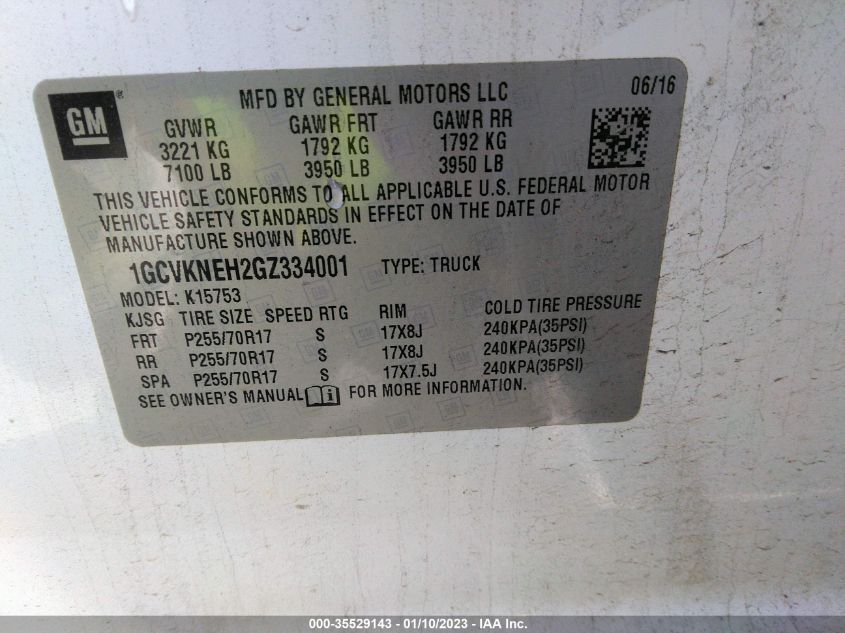 GM
®
MFD BY GENERAL MOTORS LLC
06/16
GVWR GAWR FRT GAWR RR
3221 KG 1792 KG 1792 KG
7100 LB 3950 LB 3950 LB
THIS VEHICLE CONFORMS TO ALL APPLICABLE U.S. FEDERAL MOTOR
VEHICLE SAFETY STANDARDS IN EFFECT ON THE DATE OF
MANUFACTURE SHOWN ABOVE.
1GCVKNEH2GZ334001 TYPE: TRUCK
MODEL: K15753
KJSG TIRE SIZE SPEED RTG RIM COLD TIRE PRESSURE
FRT P255/70R17 S 17X8J 240KPA(35PSI)
RR P255/70R17 S 17X8J 240KPA(35PSI)
SPA P255/70R17 S 17X7.5J 240KPA(35PSI)
SEE OWNER'S MANUAL FOR MORE INFORMATION.
000-35529143 - 01/10/2023 - IAA Inc.